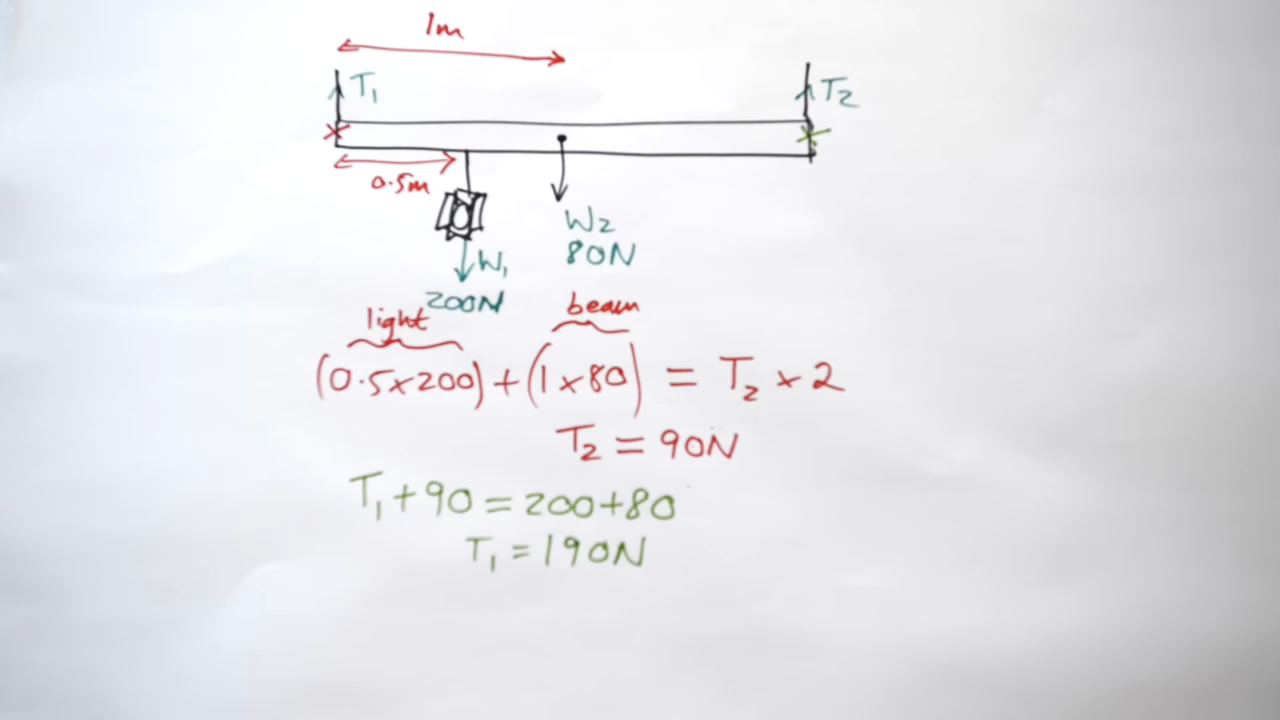 1m
T1 T2
0.5m
W2
80N
W1
200N
light beam
(0.5×200)+(1×80) = T2 × 2
T2 = 90N
T1+90=200+80
T1=190N